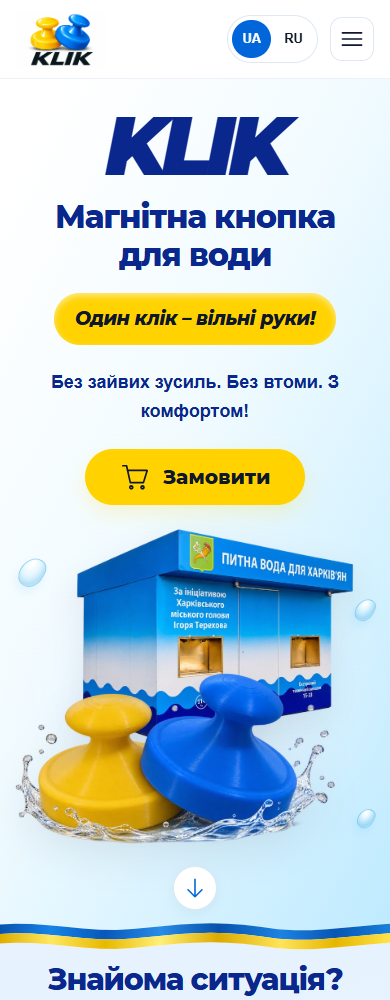 KLIK
UA
RU
KLIK
Магнітна кнопка
для води
Один клік – вільні руки!
Без зайвих зусиль. Без втоми. З
комфортом!
Замовити
ПИТНА ВОДА ДЛЯ ХАРКІВ'ЯН
За ініціативою
Харківського
міського голови
Ігоря Терехова
Знайома ситуація?